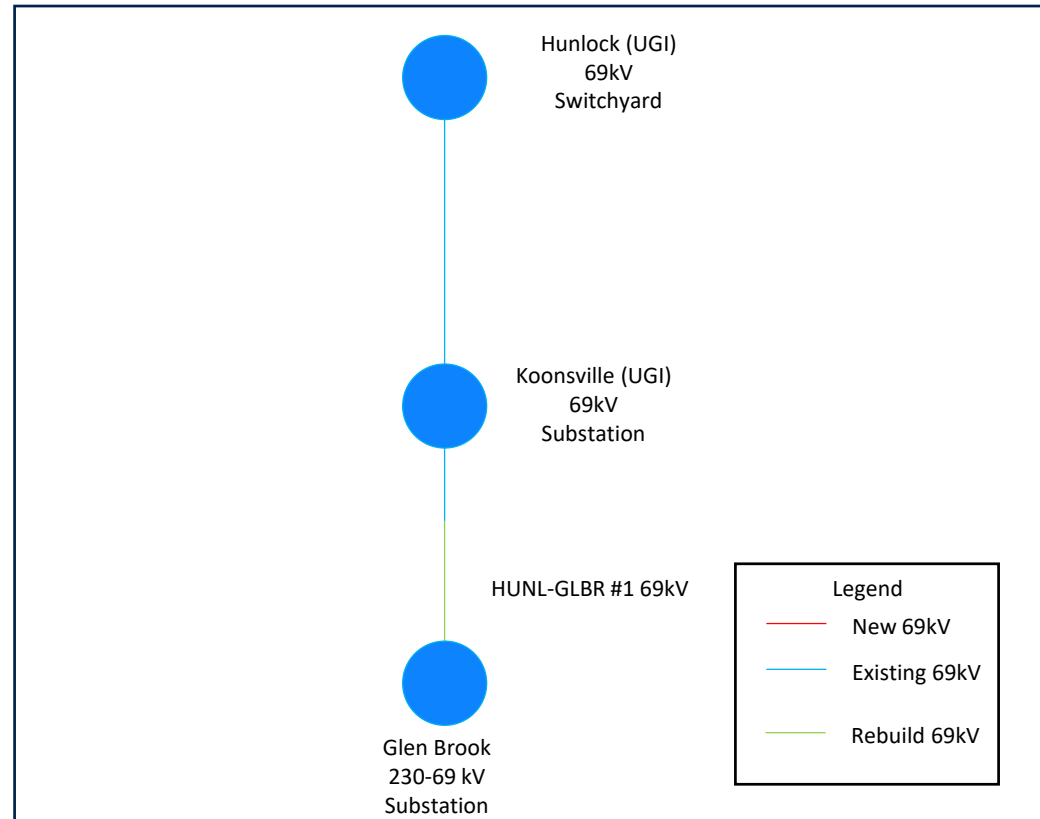 Hunlock (UGI)
69kV
Switchyard
Koonsville (UGI)
69kV
Substation
HUNL-GLBR #1 69kV
Glen Brook
230-69 kV
Substation
Legend
New 69kV
Existing 69kV
Rebuild 69kV